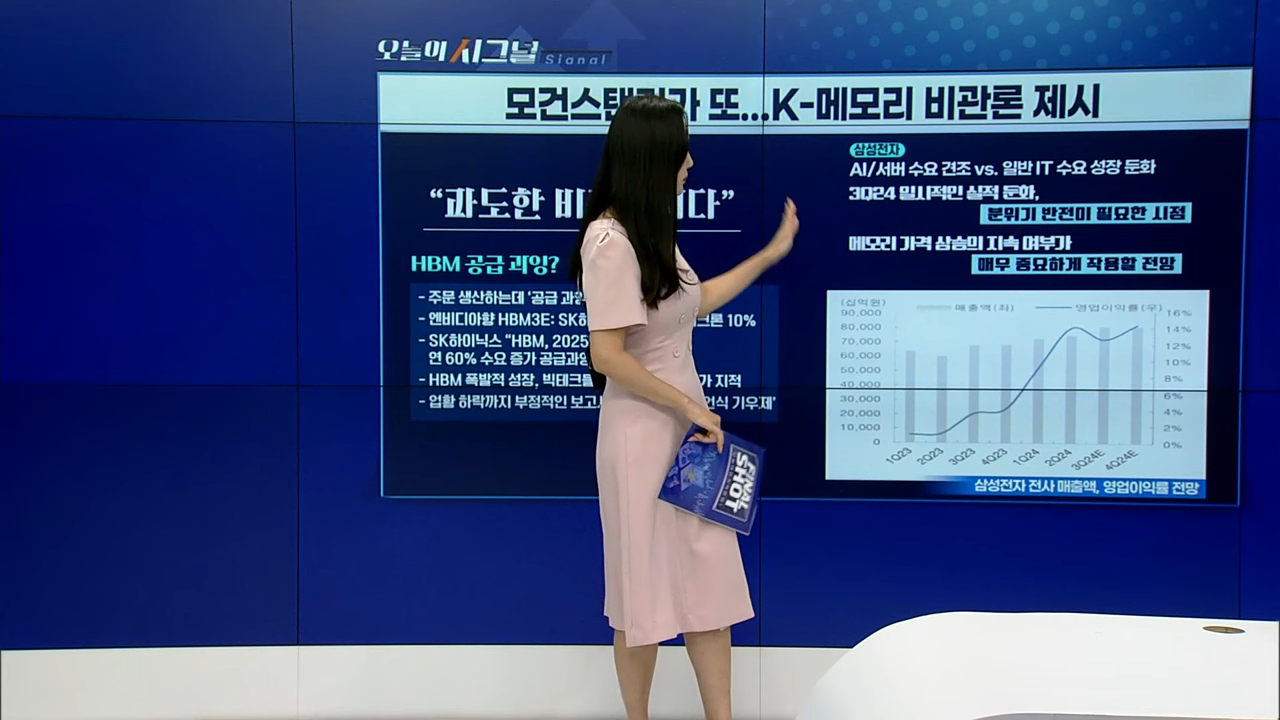 오늘의 시그널
Signal
모건스탠리가 또...K-메모리 비관론 제시
“과도한
다”
HBM 공급 과잉?
- 주문 생산하는데 ‘공급 과잉
- 엔비디아향 HBM3E: SK하 크론 10%
- SK하이닉스 “HBM, 2025
연 60% 수요 증가 공급과잉
- HBM 폭발적 성장, 빅테크 가 지적
- 업황 하락까지 부정적인 보고 언식 기우제’
삼성전자
AI/서버 수요 견조 vs. 일반 IT 수요 성장 둔화
3Q24 일시적인 실적 둔화,
분위기 반전이 필요한 시점
메모리 가격 상승의 지속 여부가
매우 중요하게 작용할 전망
(십억원)
매출액(좌) 영업이익률(우)
90,000 16%
80,000 14%
70,000 12%
60,000 10%
50,000 8%
40,000 6%
30,000 4%
20,000 2%
10,000 0%
0
1Q23 2Q23 3Q23 4Q23 1Q24 2Q24 3Q24E 4Q24E
삼성전자 전사 매출액, 영업이익률 전망
FINAL
SHOT